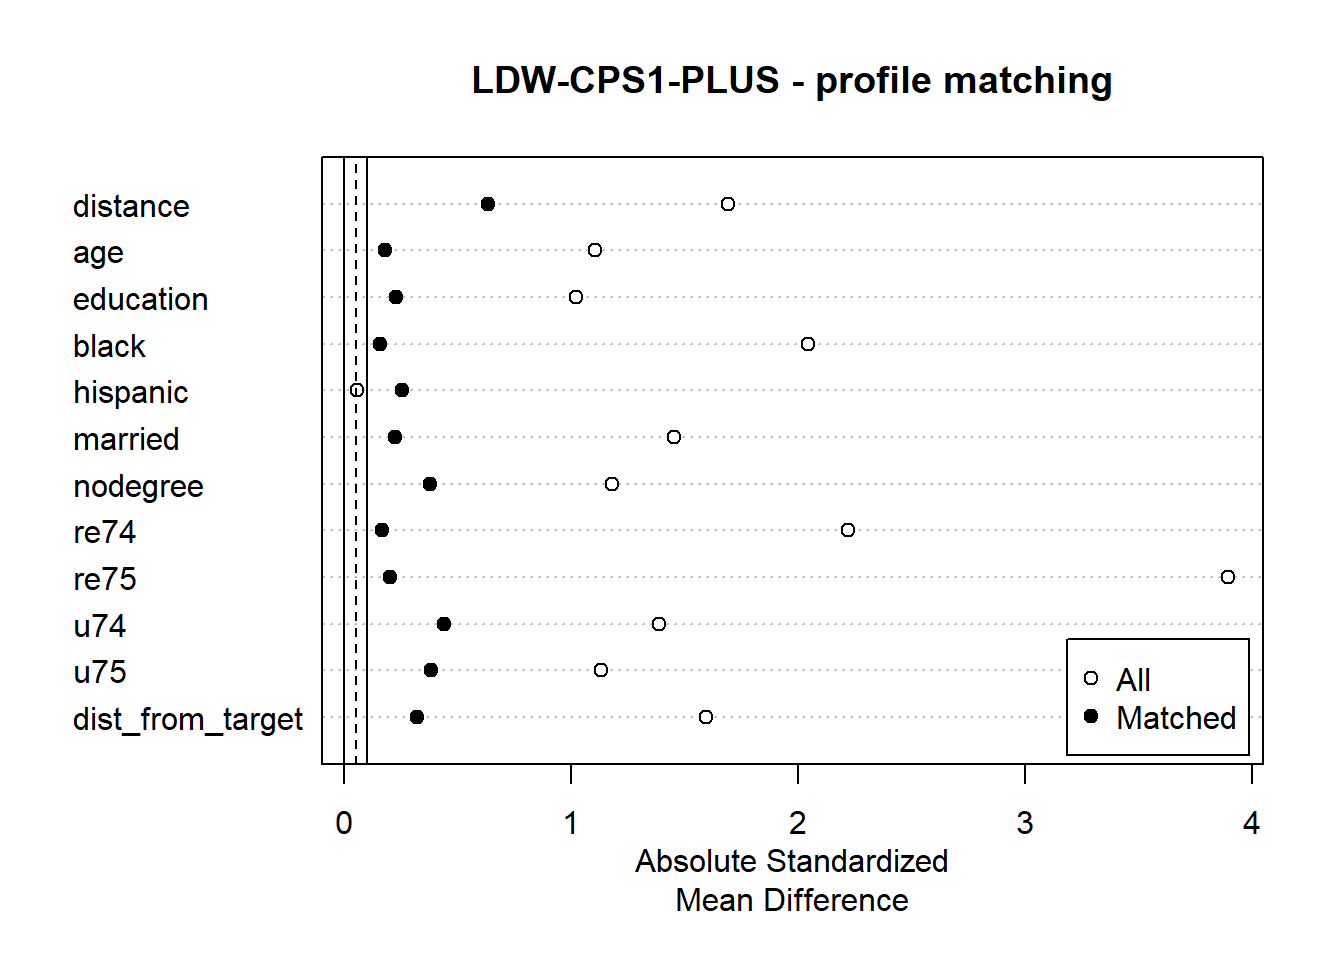 LDW-CPS1-PLUS - profile matching
distance
age
education
black
hispanic
married
nodegree
re74
re75
u74
u75
dist_from_target
All
Matched
0 1 2 3 4
Absolute Standardized
Mean Difference